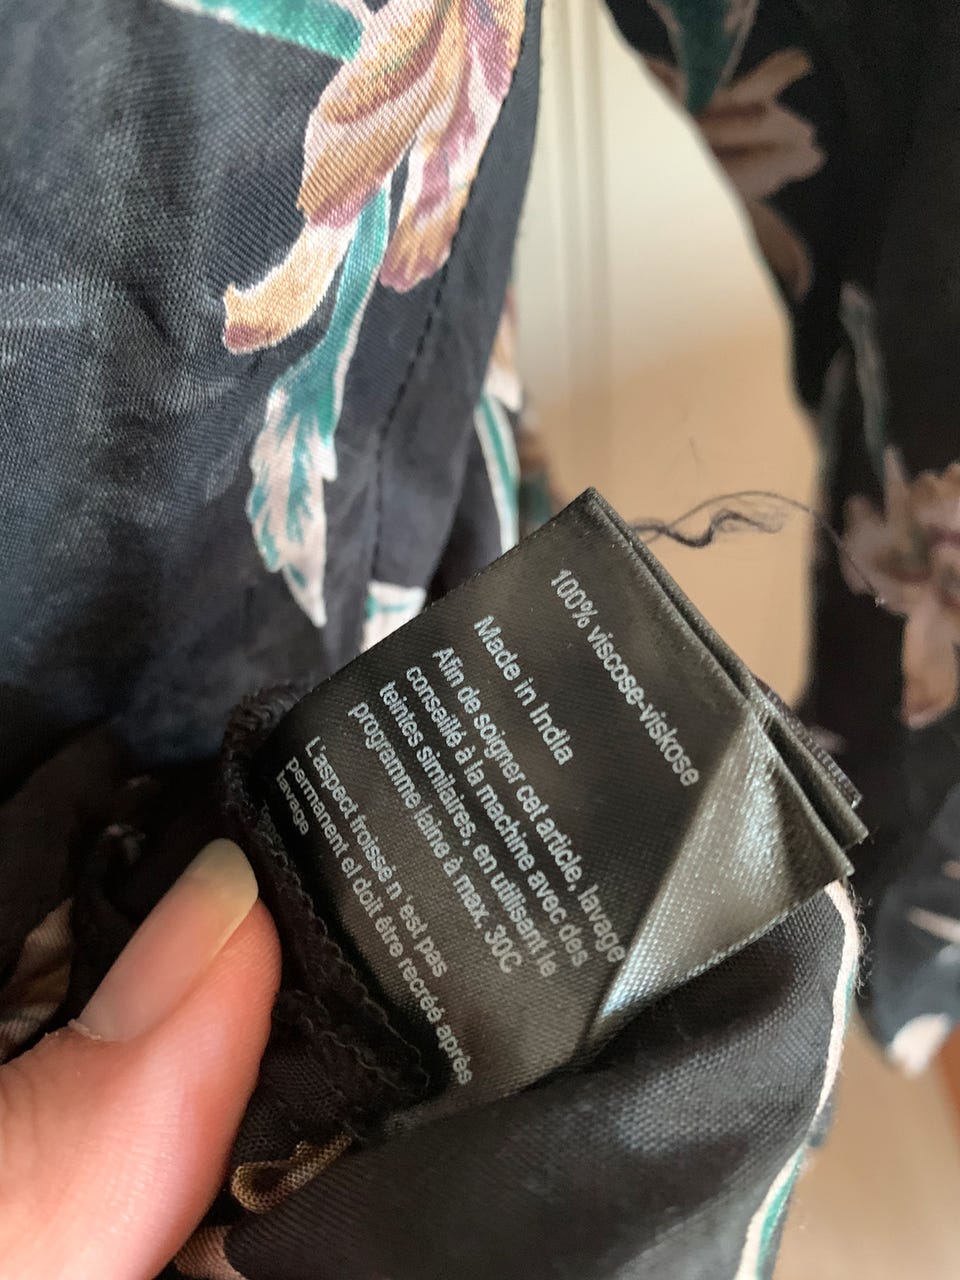 100% viscose-viskose
Made in India
Afin de soigner cet article, lavage
conseillé à la machine avec des
teintes similaires, en utilisant le
programme laine à max. 30C
L'aspect froissé n 'est pas
permanent et doit être recréé après
lavage